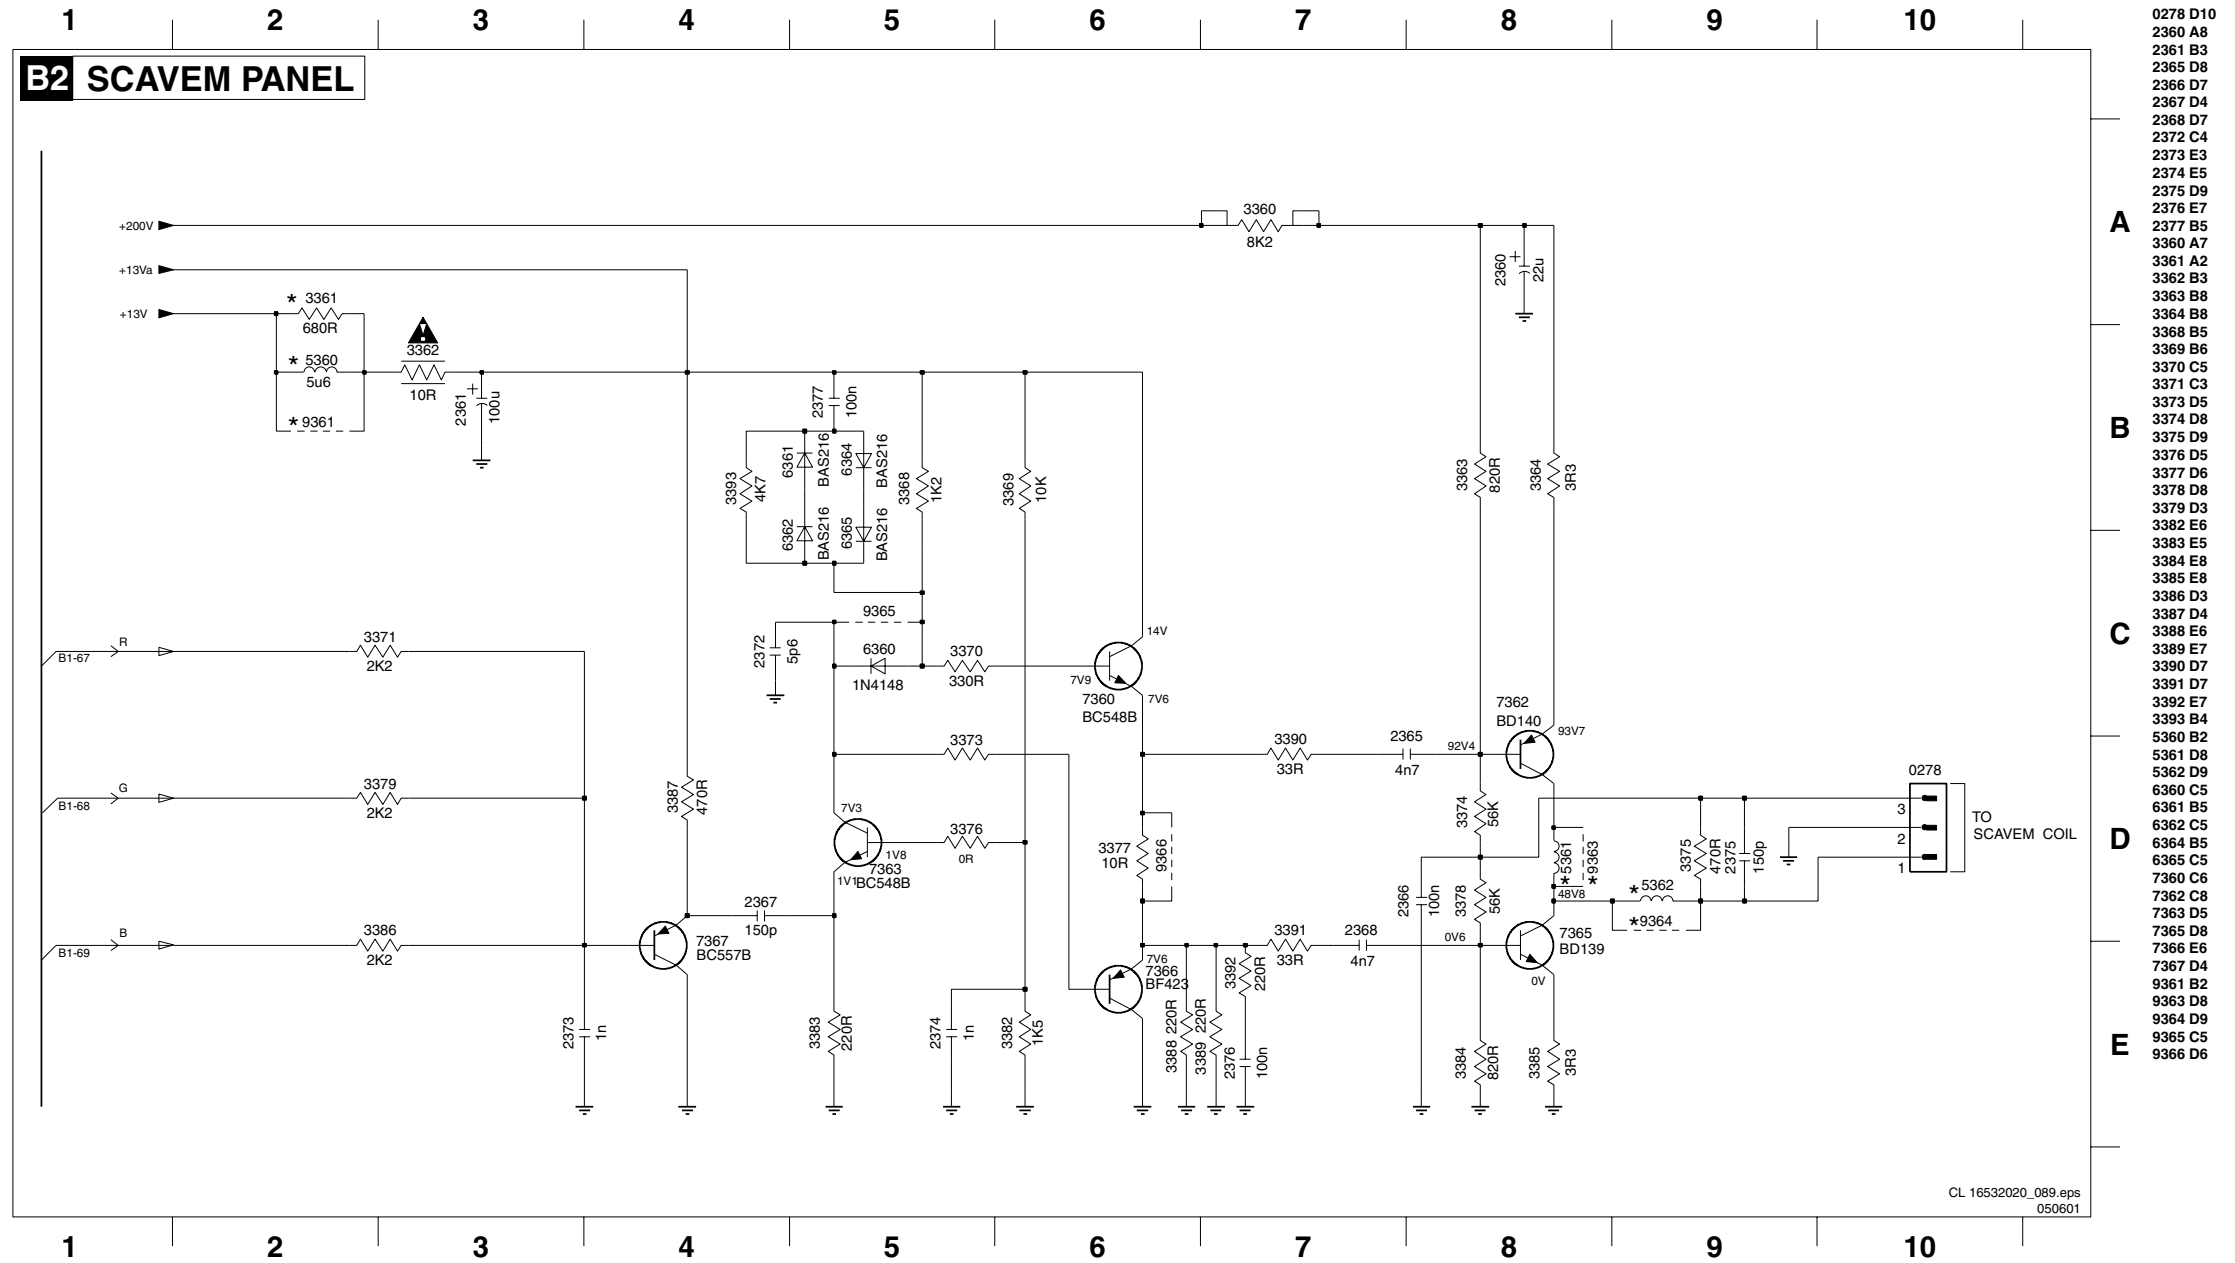 1 2 3 4 5 6 7 8 9 10
B2 SCAVEM PANEL
+200V
3360
8K2
+13Va
2360
+
22u
+13V
* 3361
680R
* 5360
5u6
* 9361
3362
10R
2361
+
100u
2377
100n
3393
4K7
6361
BAS216
6364
BAS216
6362
BAS216
6365
BAS216
3368
1K2
3369
10K
3363
820R
3364
3R3
A
B
C
D
E
R
B1-67
3371
2K2
2372
5p6
9365
6360
1N4148
3370
330R
14V
7V9
7360
BC548B
7V6
7362
BD140
93V7
G
B1-68
3379
2K2
3387
470R
3373
7V3
3376
0R
1V8
7363
BC548B
1V1
3377
10R
9366
3390
33R
2365
4n7
92V4
3374
56K
5361
*
9363
*
48V8
3375
470R
2375
150p
0278
3
2
1
TO
SCAVEM COIL
B
B1-69
3386
2K2
7367
BC557B
2367
150p
2366
100n
3378
56K
* 5362
*9364
7V6
7366
BF423
3391
33R
2368
4n7
0V6
7365
BD139
0V
2373
1n
3383
220R
2374
1n
3382
1K5
3388 220R
3389 220R
3392
220R
2376
100n
3384
820R
3385
3R3
CL 16532020_089.eps
050601
1 2 3 4 5 6 7 8 9 10
0278 D10
2360 A8
2361 B3
2365 D8
2366 D7
2367 D4
2368 D7
2372 C4
2373 E3
2374 E5
2375 D9
2376 E7
2377 B5
3360 A7
3361 A2
3362 B3
3363 B8
3364 B8
3368 B5
3369 B6
3370 C5
3371 C3
3373 D5
3374 D8
3375 D9
3376 D5
3377 D6
3378 D8
3379 D3
3382 E6
3383 E5
3384 E8
3385 E8
3386 D3
3387 D4
3388 E6
3389 E7
3390 D7
3391 D7
3392 E7
3393 B4
5360 B2
5361 D8
5362 D9
6360 C5
6361 B5
6362 C5
6364 B5
6365 C5
7360 C6
7362 C8
7363 D5
7365 D8
7366 E6
7367 D4
9361 B2
9363 D8
9364 D9
9365 C5
9366 D6